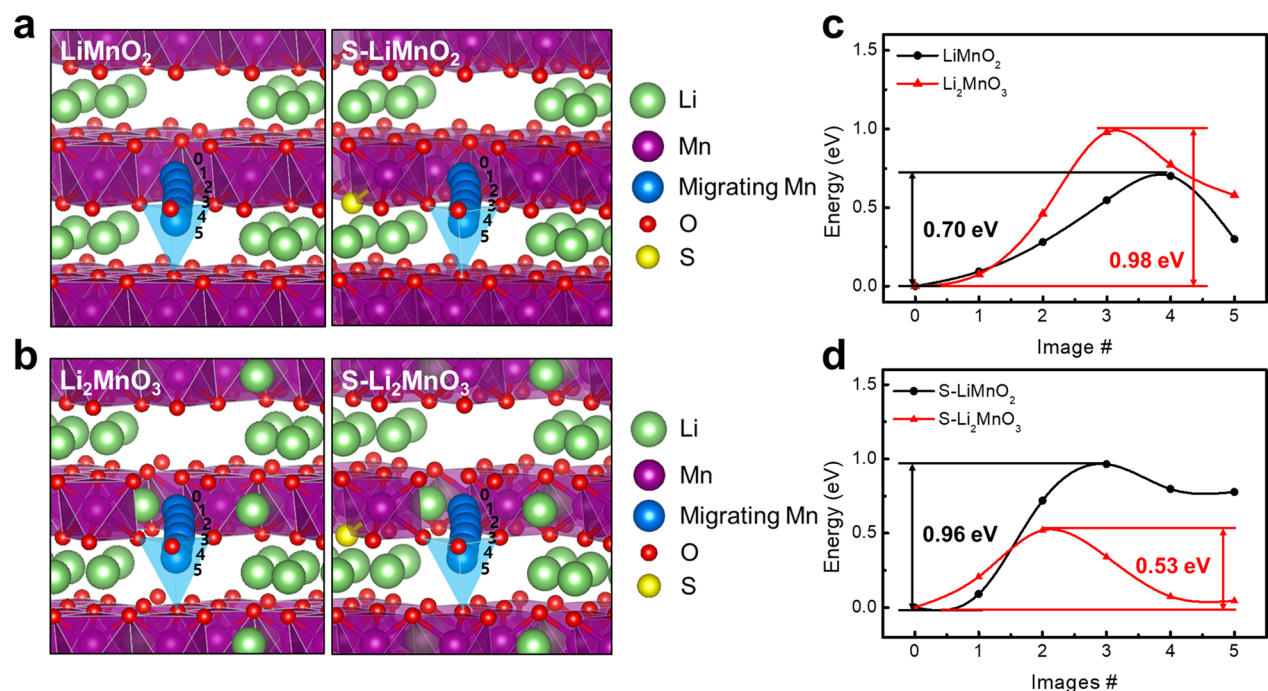 a
LiMnO₂
S-LiMnO₂
0
1
2
3
4
5
0
1
2
3
4
5
Li
Mn
Migrating Mn
O
S
b
Li₂MnO₃
S-Li₂MnO₃
0
1
2
3
4
5
0
1
2
3
4
5
Li
Mn
Migrating Mn
O
S
c
LiMnO₂
Li₂MnO₃
0.70 eV
0.98 eV
Energy (eV)
1.5
1.0
0.5
0.0
0 1 2 3 4 5
Image #
d
S-LiMnO₂
S-Li₂MnO₃
0.96 eV
0.53 eV
Energy (eV)
1.5
1.0
0.5
0.0
0 1 2 3 4 5
Images #